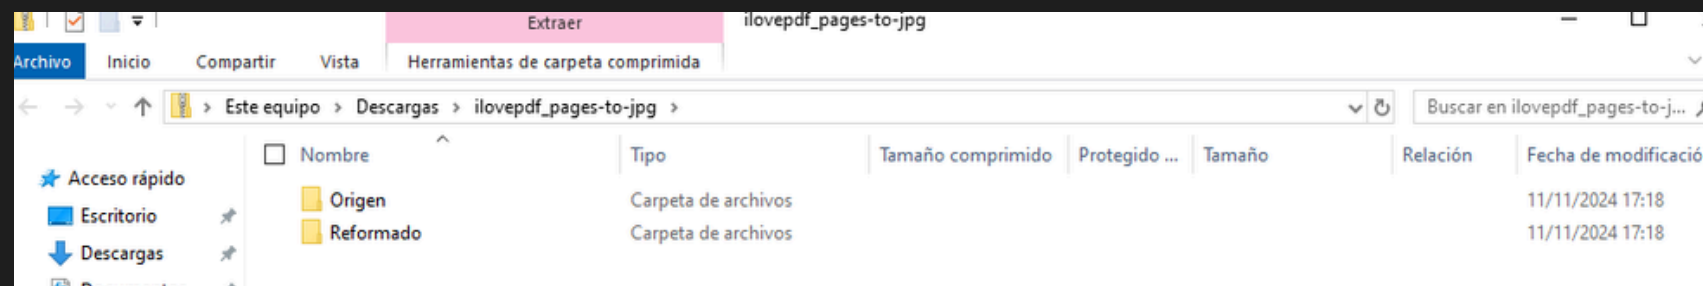 Extraer ilovepdf_pages-to-jpg
Archivo Inicio Compartir Vista Herramientas de carpeta comprimida
Este equipo > Descargas > ilovepdf_pages-to-jpg > Buscar en ilovepdf_pages-to-j...
Nombre Tipo Tamaño comprimido Protegido ... Tamaño Relación Fecha de modificació
Acceso rápido
Origen Carpeta de archivos 11/11/2024 17:18
Escritorio
Reformado Carpeta de archivos 11/11/2024 17:18
Descargas